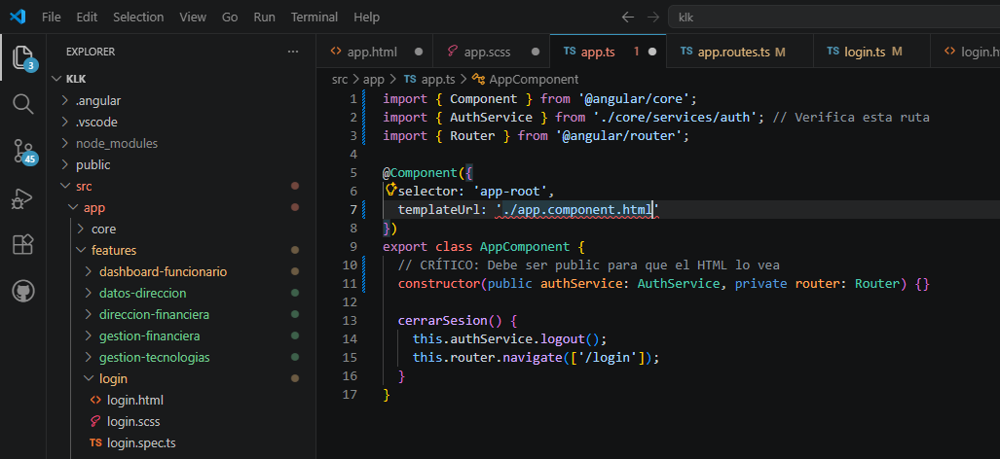 File Edit Selection View Go Run Terminal Help
klk
EXPLORER
3
45
KLK
.angular
.vscode
node_modules
public
src
app
core
features
dashboard-funcionario
datos-direccion
direccion-financiera
gestion-financiera
gestion-tecnologias
login
login.html
login.scss
TS login.spec.ts
app.html
app.scss
TS app.ts 1
TS app.routes.ts M
TS login.ts M
login.h
src > app > TS app.ts > AppComponent
1 import { Component } from '@angular/core';
2 import { AuthService } from './core/services/auth'; // Verifica esta ruta
3 import { Router } from '@angular/router';
4
5 @Component({
6 selector: 'app-root',
7 templateUrl: './app.component.html'
8 })
9 export class AppComponent {
10 // CRÍTICO: Debe ser public para que el HTML lo vea
11 constructor(public authService: AuthService, private router: Router) {}
12
13 cerrarSesion() {
14 this.authService.logout();
15 this.router.navigate(['/login']);
16 }
17 }